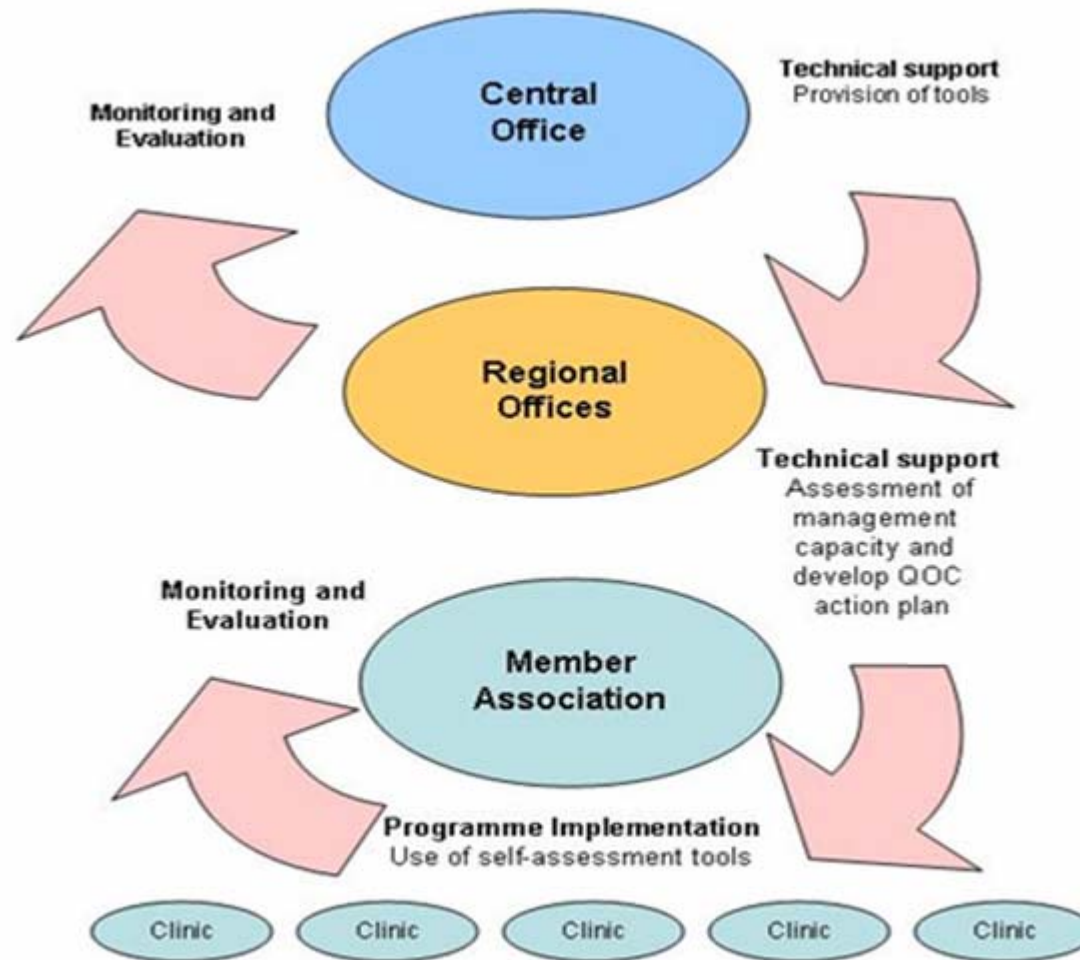 Central
Office
Technical support
Provision of tools
Monitoring and
Evaluation
Regional
Offices
Technical support
Assessment of
management
capacity and
develop QOC
action plan
Monitoring and
Evaluation
Member
Association
Programme Implementation
Use of self-assessment tools
Clinic
Clinic
Clinic
Clinic
Clinic